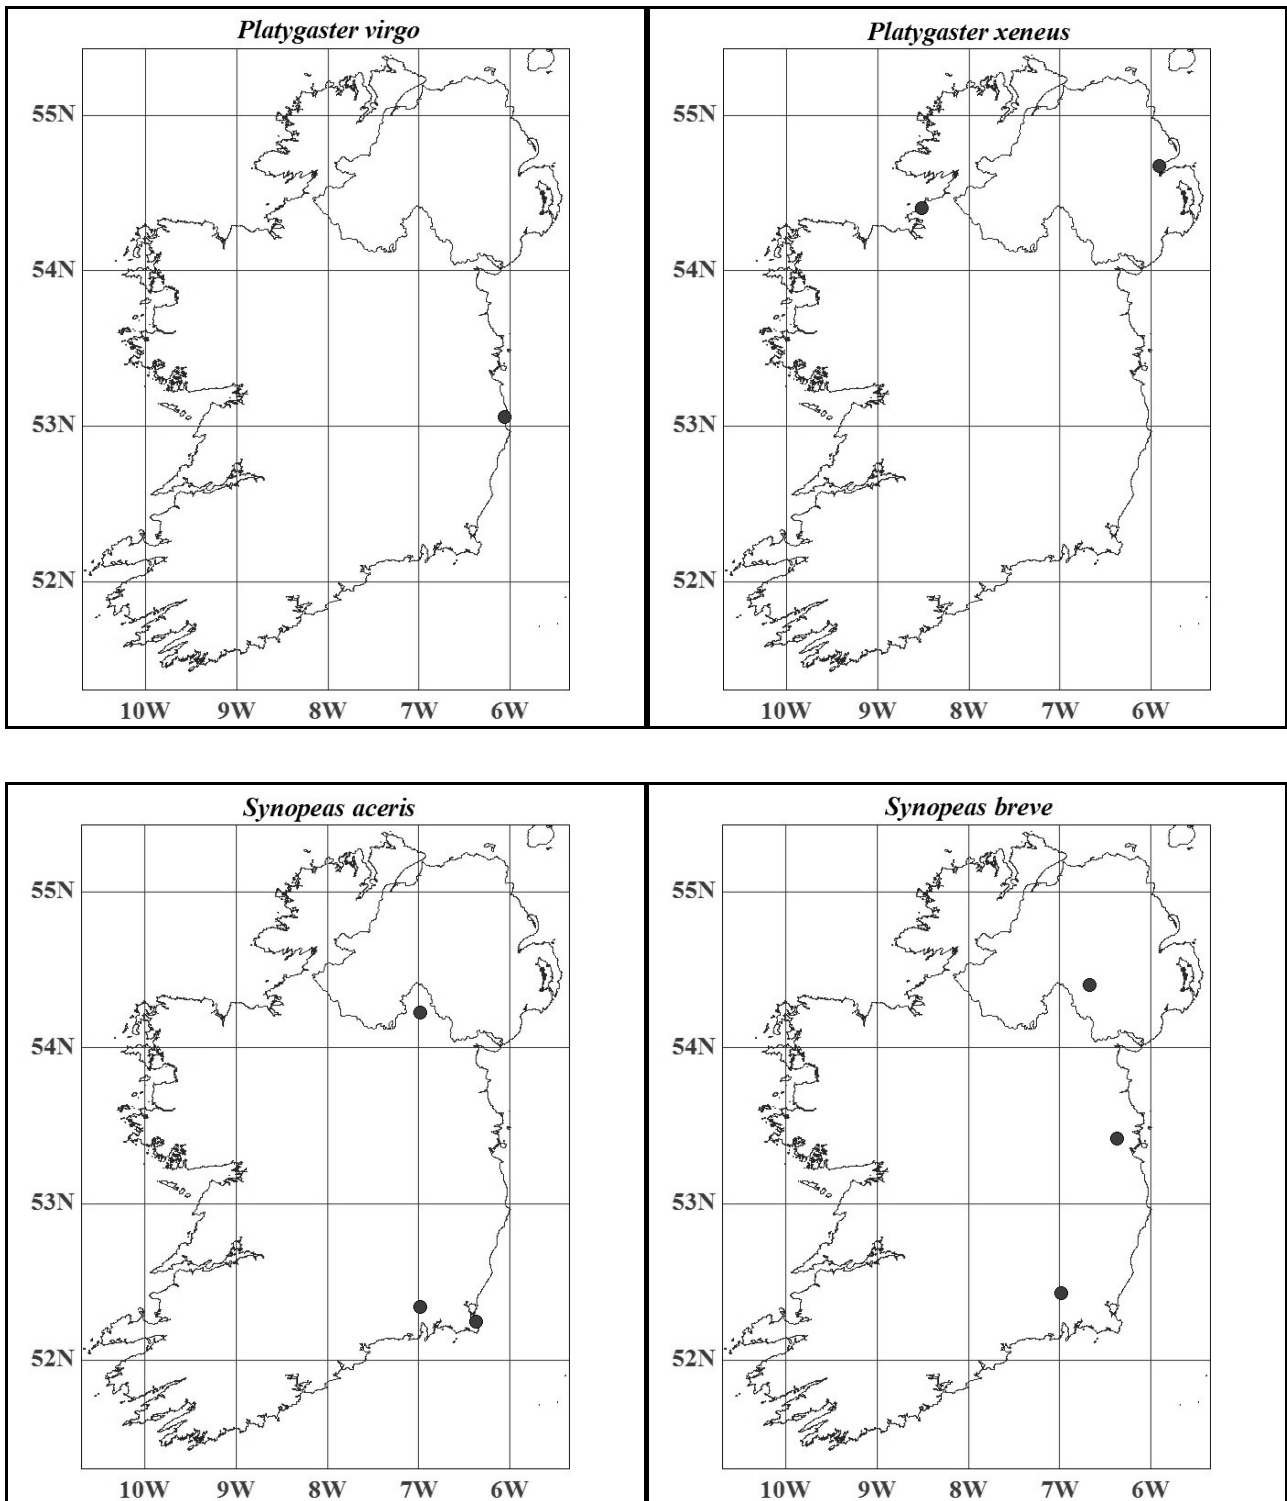 Platygaster virgo
55N
54N
53N
52N
10W 9W 8W 7W 6W
Platygaster xeneus
55N
54N
53N
52N
10W 9W 8W 7W 6W
Synopeas aceris
55N
54N
53N
52N
10W 9W 8W 7W 6W
Synopeas breve
55N
54N
53N
52N
10W 9W 8W 7W 6W